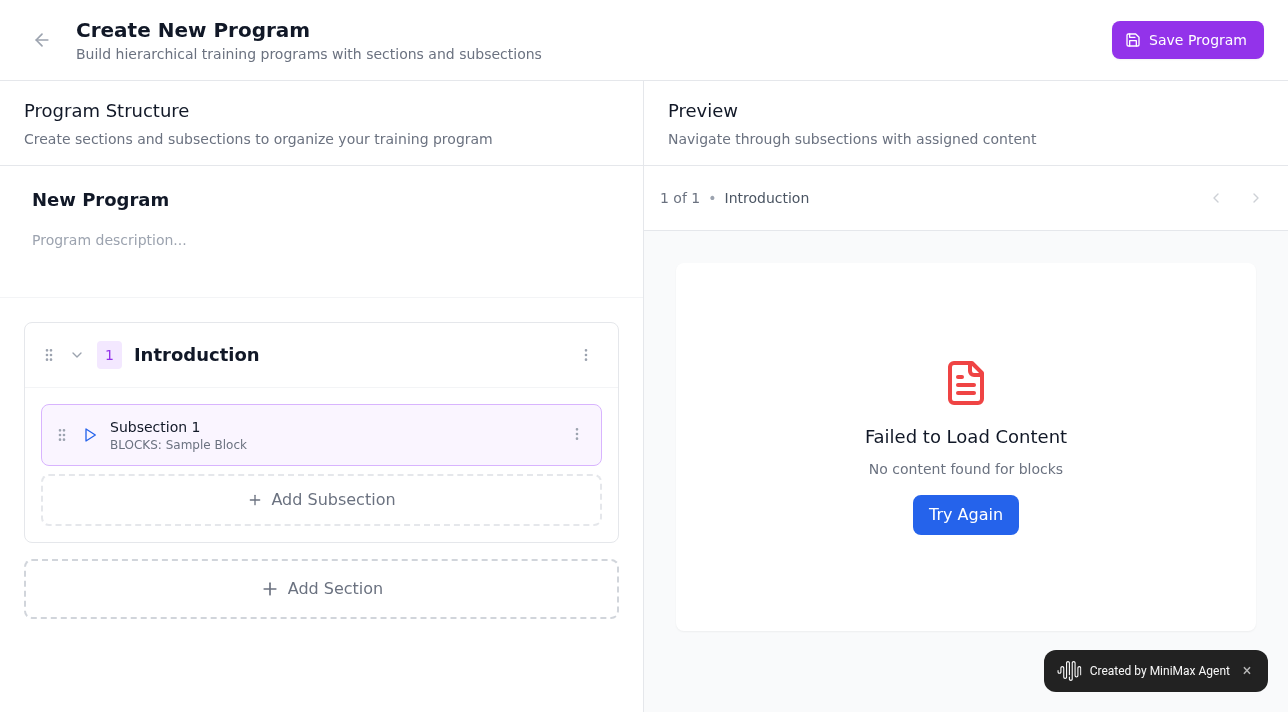 Create New Program
Build hierarchical training programs with sections and subsections
Save Program
Program Structure
Create sections and subsections to organize your training program
New Program
Program description...
1 Introduction
Subsection 1
BLOCKS: Sample Block
Add Subsection
Add Section
Preview
Navigate through subsections with assigned content
1 of 1 • Introduction
Failed to Load Content
No content found for blocks
Try Again
Created by MiniMax Agent ×